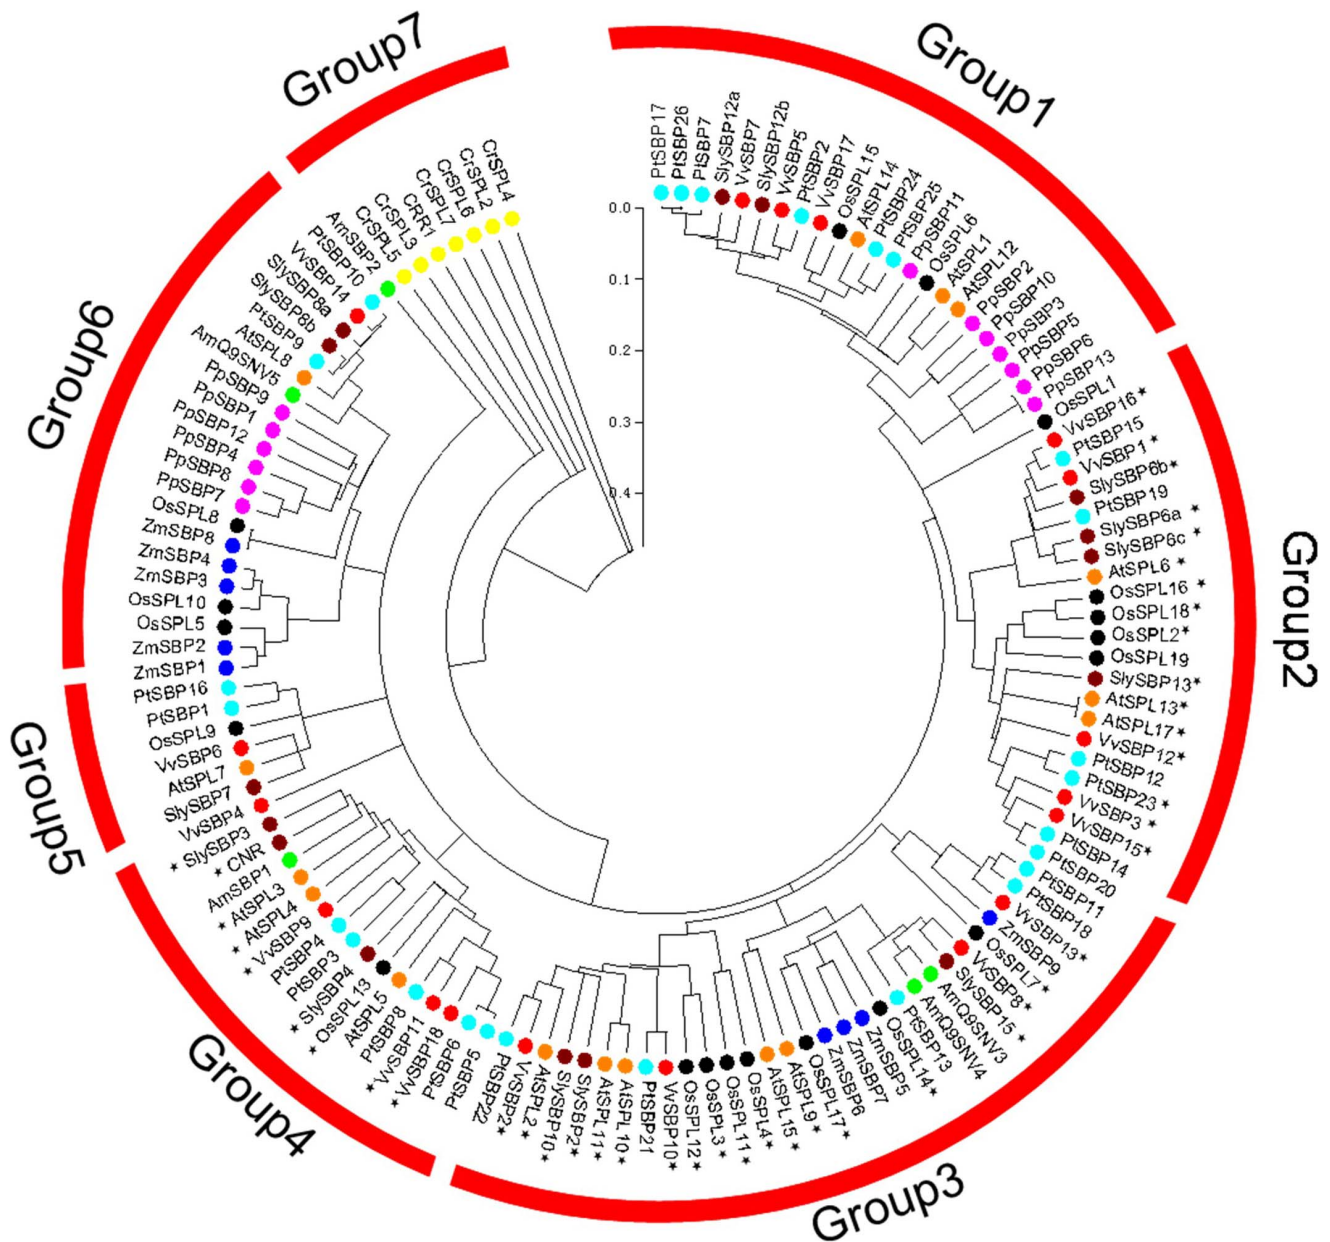 Group1
Group2
Group3
Group4
Group5
Group6
Group7
0.0
0.1
0.2
0.3
0.4
PtSBP17
PtSBP26
PtSBP7
SlySBP12a
VvSBP7
SlySBP12b
VvSBP5
PtSBP2
VvSBP17
OsSPL15
AtSPL14
PtSBP24
PtSBP25
PpSBP11
OsSPL6
AtSPL1
AtSPL12
PpSBP2
PpSBP10
PpSBP3
PpSBP5
PpSBP6
PpSBP13
OsSPL1
VvSBP16★
PtSBP15
VvSBP1★
SlySBP6b★
PtSBP19
SlySBP6a ★
SlySBP6c ★
AtSPL6 ★
OsSPL16 ★
OsSPL18★
OsSPL2★
OsSPL19
SlySBP13★
AtSPL13★
AtSPL17★
VvSBP12★
PtSBP12
PtSBP23 ★
VvSBP3 ★
VvSBP15★
PtSBP14
PtSBP20
PtSBP11
PtSBP18
VvSBP13★
ZmSBP9
OsSPL7★
VvSBP8★
SlySBP15 ★
AmQ9SNV3
AmQ9SNV4
PtSBP13
OsSPL14★
ZmSBP5
ZmSBP7
ZmSBP6
OsSPL17★
AtSPL9 ★
AtSPL15 ★
OsSPL4★
OsSPL11★
OsSPL3 ★
OsSPL12★
VvSBP10★
PtSBP21
AtSPL10★
AtSPL11★
SlySBP2★
SlySBP10★
AtSPL2★
VvSBP2★
PtSBP22
PtSBP5
PtSBP6
★ VvSBP18
★ VvSBP11
PtSBP8
AtSPL5
★ OsSPL13
★ SlySBP4
PtSBP3
PtSBP4
★ VvSBP9
★ AtSPL4
★ AtSPL3
AmSBP1
★ CNR
★ SlySBP3
VvSBP4
SlySBP7
AtSPL7
VvSBP6
OsSPL9
PtSBP1
PtSBP16
ZmSBP1
ZmSBP2
OsSPL5
OsSPL10
ZmSBP3
ZmSBP4
ZmSBP8
OsSPL8
PpSBP7
PpSBP8
PpSBP4
PpSBP12
PpSBP1
PpSBP9
AmQ9SNV5
AtSPL8
PtSBP9
SlySBP8b
SlySBP8a
VvSBP14
PtSBP10
AmSBP2
CrSPL5
CrSPL3
CRR1
CrSPL7
CrSPL6
CrSPL2
CrSPL4